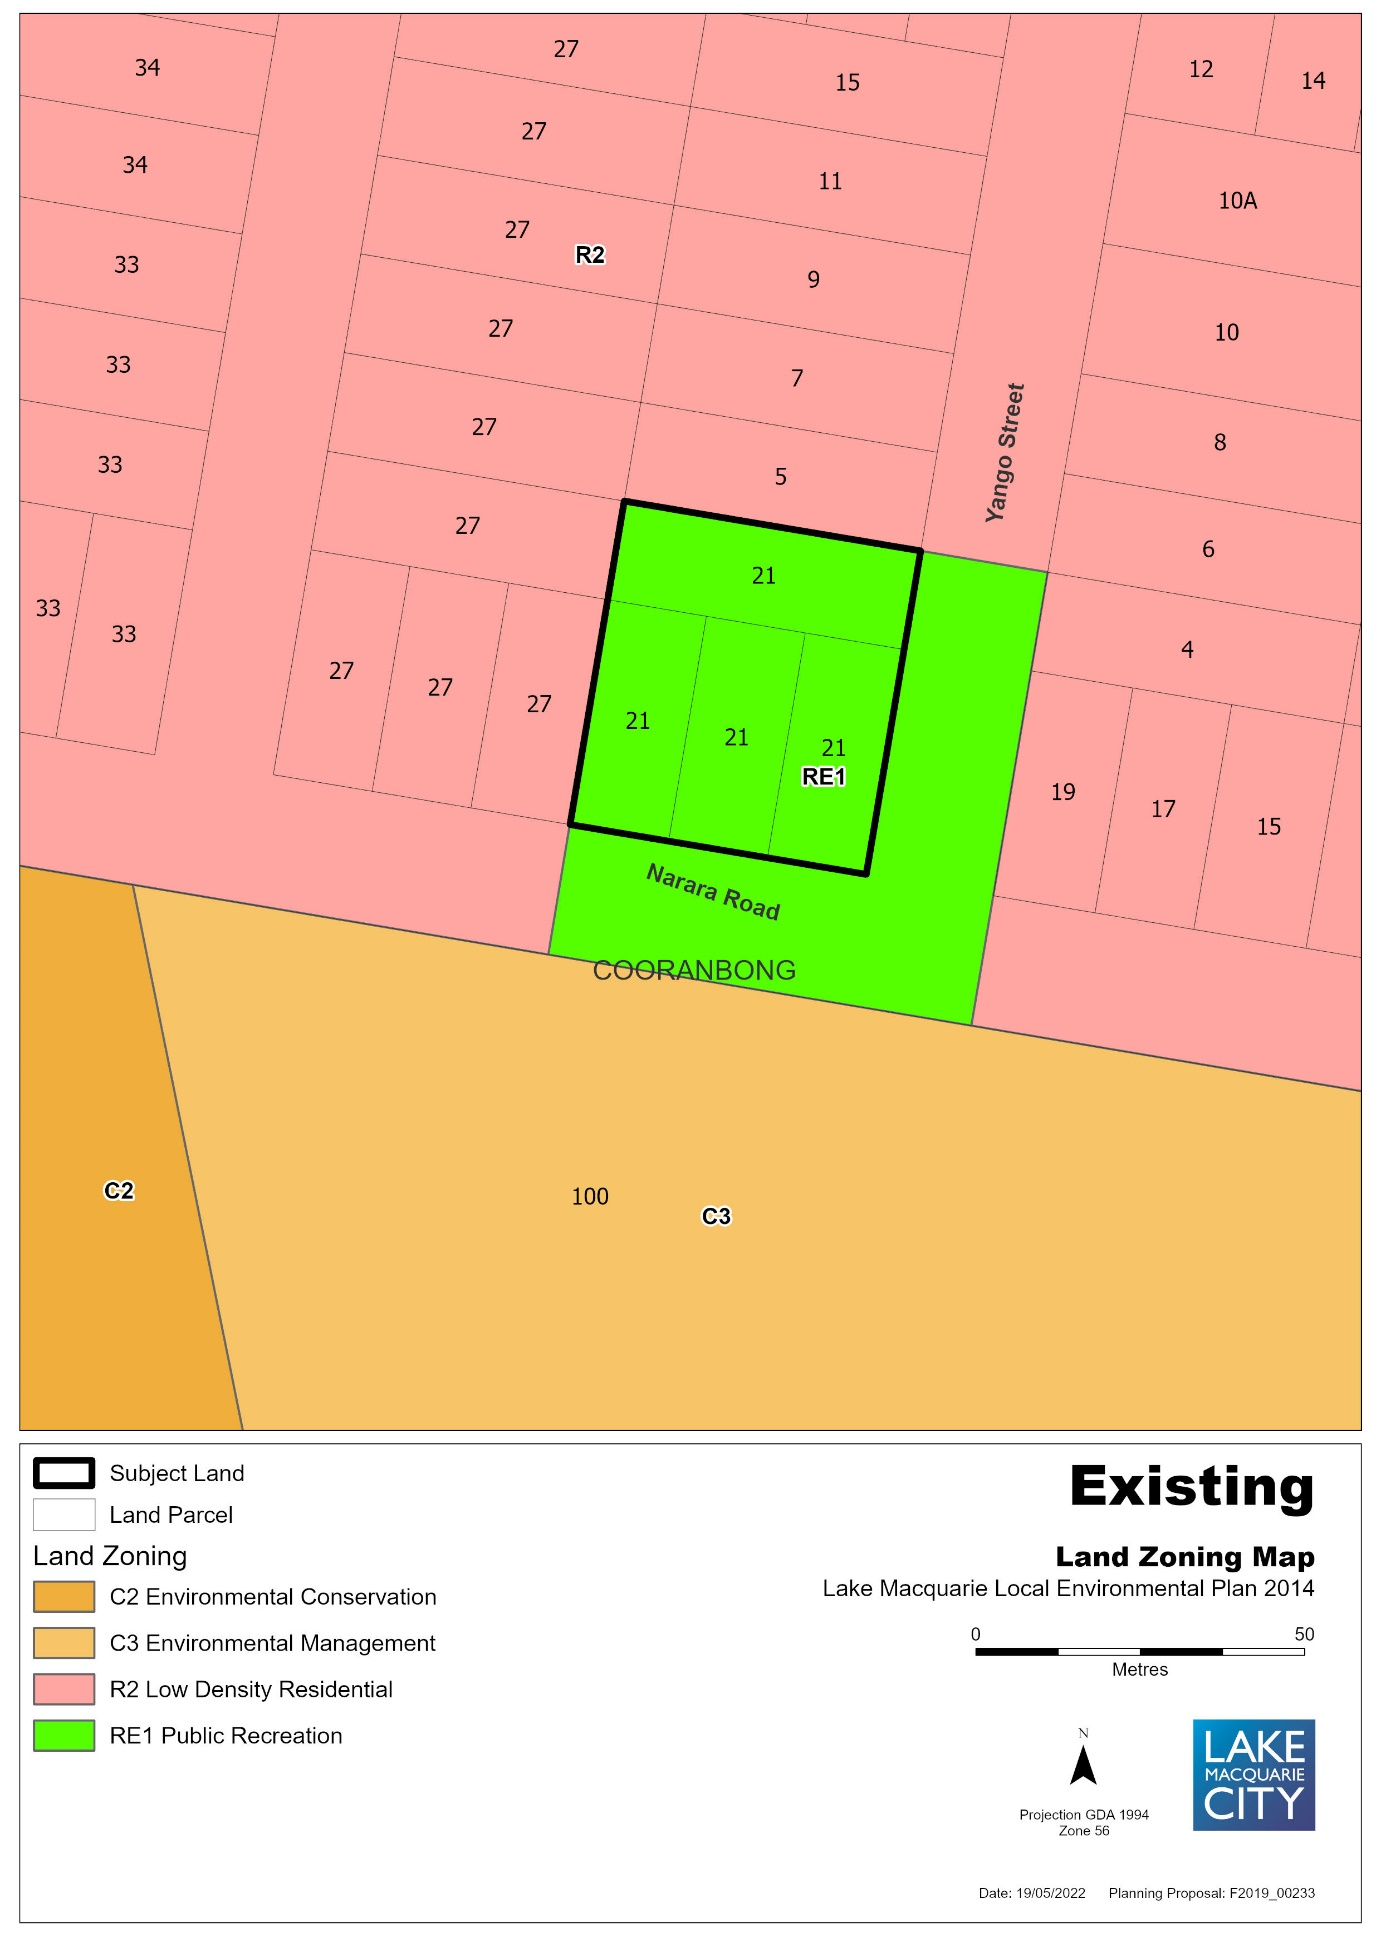 34
27
15
12
14
34
27
11
10A
33
27
R2
9
33
27
7
10
33
27
5
Yango Street
8
27
21
6
33
33
27
27
27
21
21
21
RE1
4
19
17
15
Narara Road
COORANBONG
C2
100
C3
Subject Land
Land Parcel
Land Zoning
C2 Environmental Conservation
C3 Environmental Management
R2 Low Density Residential
RE1 Public Recreation
Existing
Land Zoning Map
Lake Macquarie Local Environmental Plan 2014
0 50
Metres
N
Projection GDA 1994
Zone 56
LAKE
MACQUARIE
CITY
Date: 19/05/2022 Planning Proposal: F2019_00233